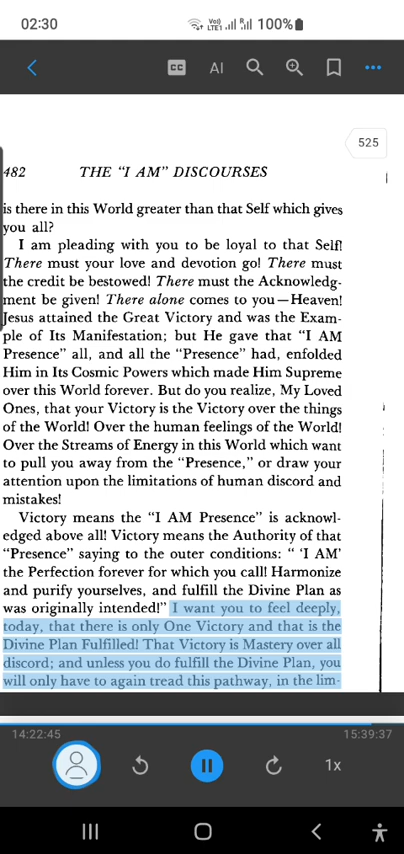 02:30
Vo)) LTE1 R 100%
CC AI
525
482 THE “I AM” DISCOURSES
is there in this World greater than that Self which gives
you all?
I am pleading with you to be loyal to that Self!
There must your love and devotion go! There must
the credit be bestowed! There must the Acknowledg-
ment be given! There alone comes to you—Heaven!
Jesus attained the Great Victory and was the Exam-
ple of Its Manifestation; but He gave that “I AM
Presence” all, and all the “Presence” had, enfolded
Him in Its Cosmic Powers which made Him Supreme
over this World forever. But do you realize, My Loved
Ones, that your Victory is the Victory over the things
of the World! Over the human feelings of the World!
Over the Streams of Energy in this World which want
to pull you away from the “Presence,” or draw your
attention upon the limitations of human discord and
mistakes!
Victory means the “I AM Presence” is acknowl-
edged above all! Victory means the Authority of that
“Presence” saying to the outer conditions: “ ‘I AM’
the Perfection forever for which you call! Harmonize
and purify yourselves, and fulfill the Divine Plan as
was originally intended!” I want you to feel deeply,
today, that there is only One Victory and that is the
Divine Plan Fulfilled! That Victory is Mastery over all
discord; and unless you do fulfill the Divine Plan, you
will only have to again tread this pathway, in the lim-
14:22:45 15:39:37
1x